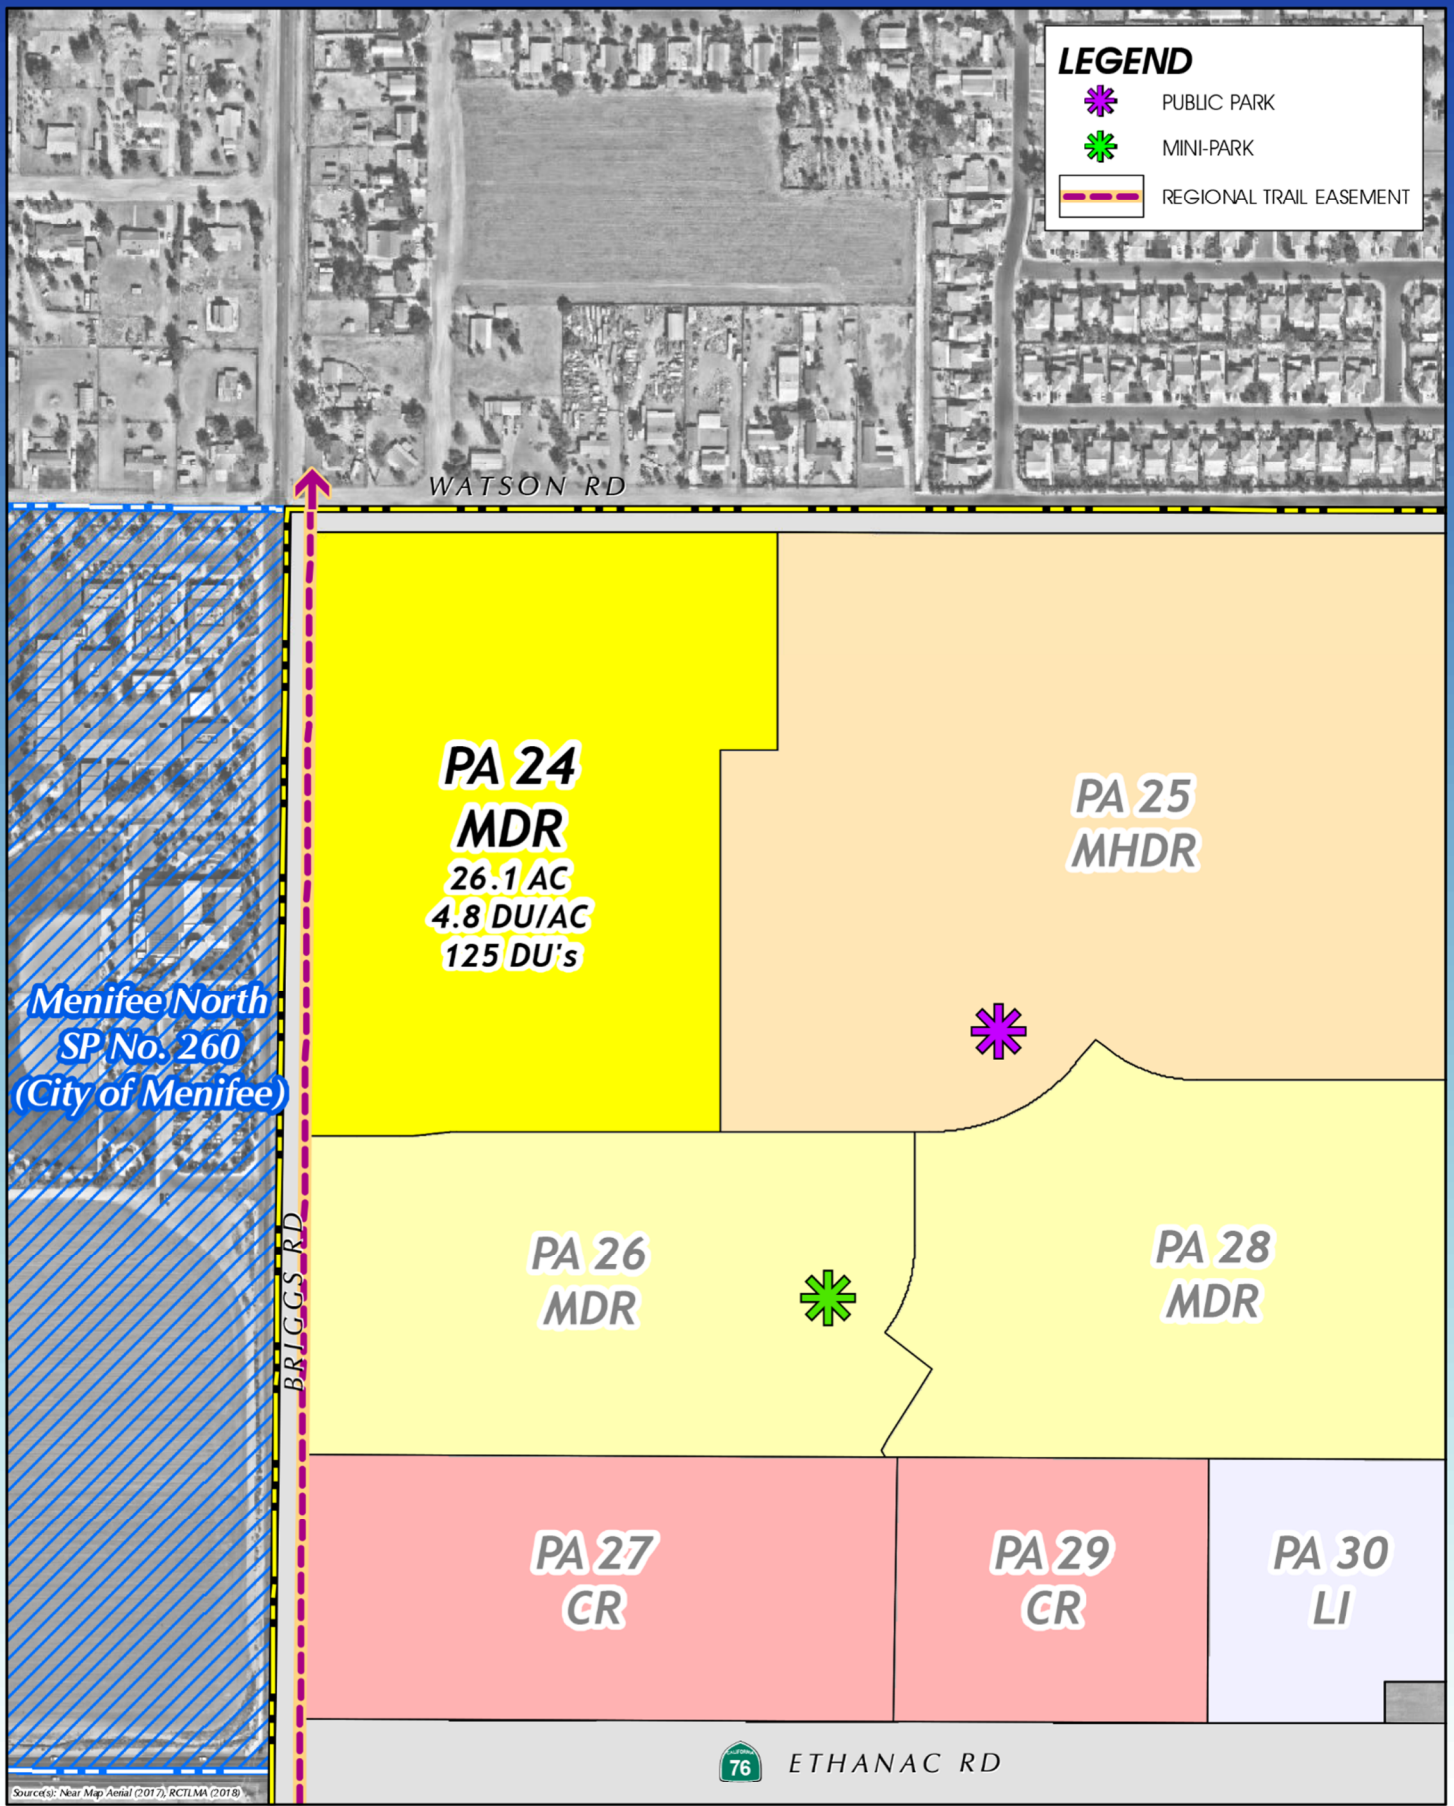 LEGEND
PUBLIC PARK
MINI-PARK
REGIONAL TRAIL EASEMENT
WATSON RD
PA 24
MDR
26.1 AC
4.8 DU/AC
125 DU's
PA 25
MHDR
Menifee North
SP No. 260
(City of Menifee)
BRIGGS RD
PA 26
MDR
PA 28
MDR
PA 27
CR
PA 29
CR
PA 30
LI
CALIFORNIA
76
ETHANAC RD
Source(s): Near Map Aerial (2017), RCTLMA (2018)